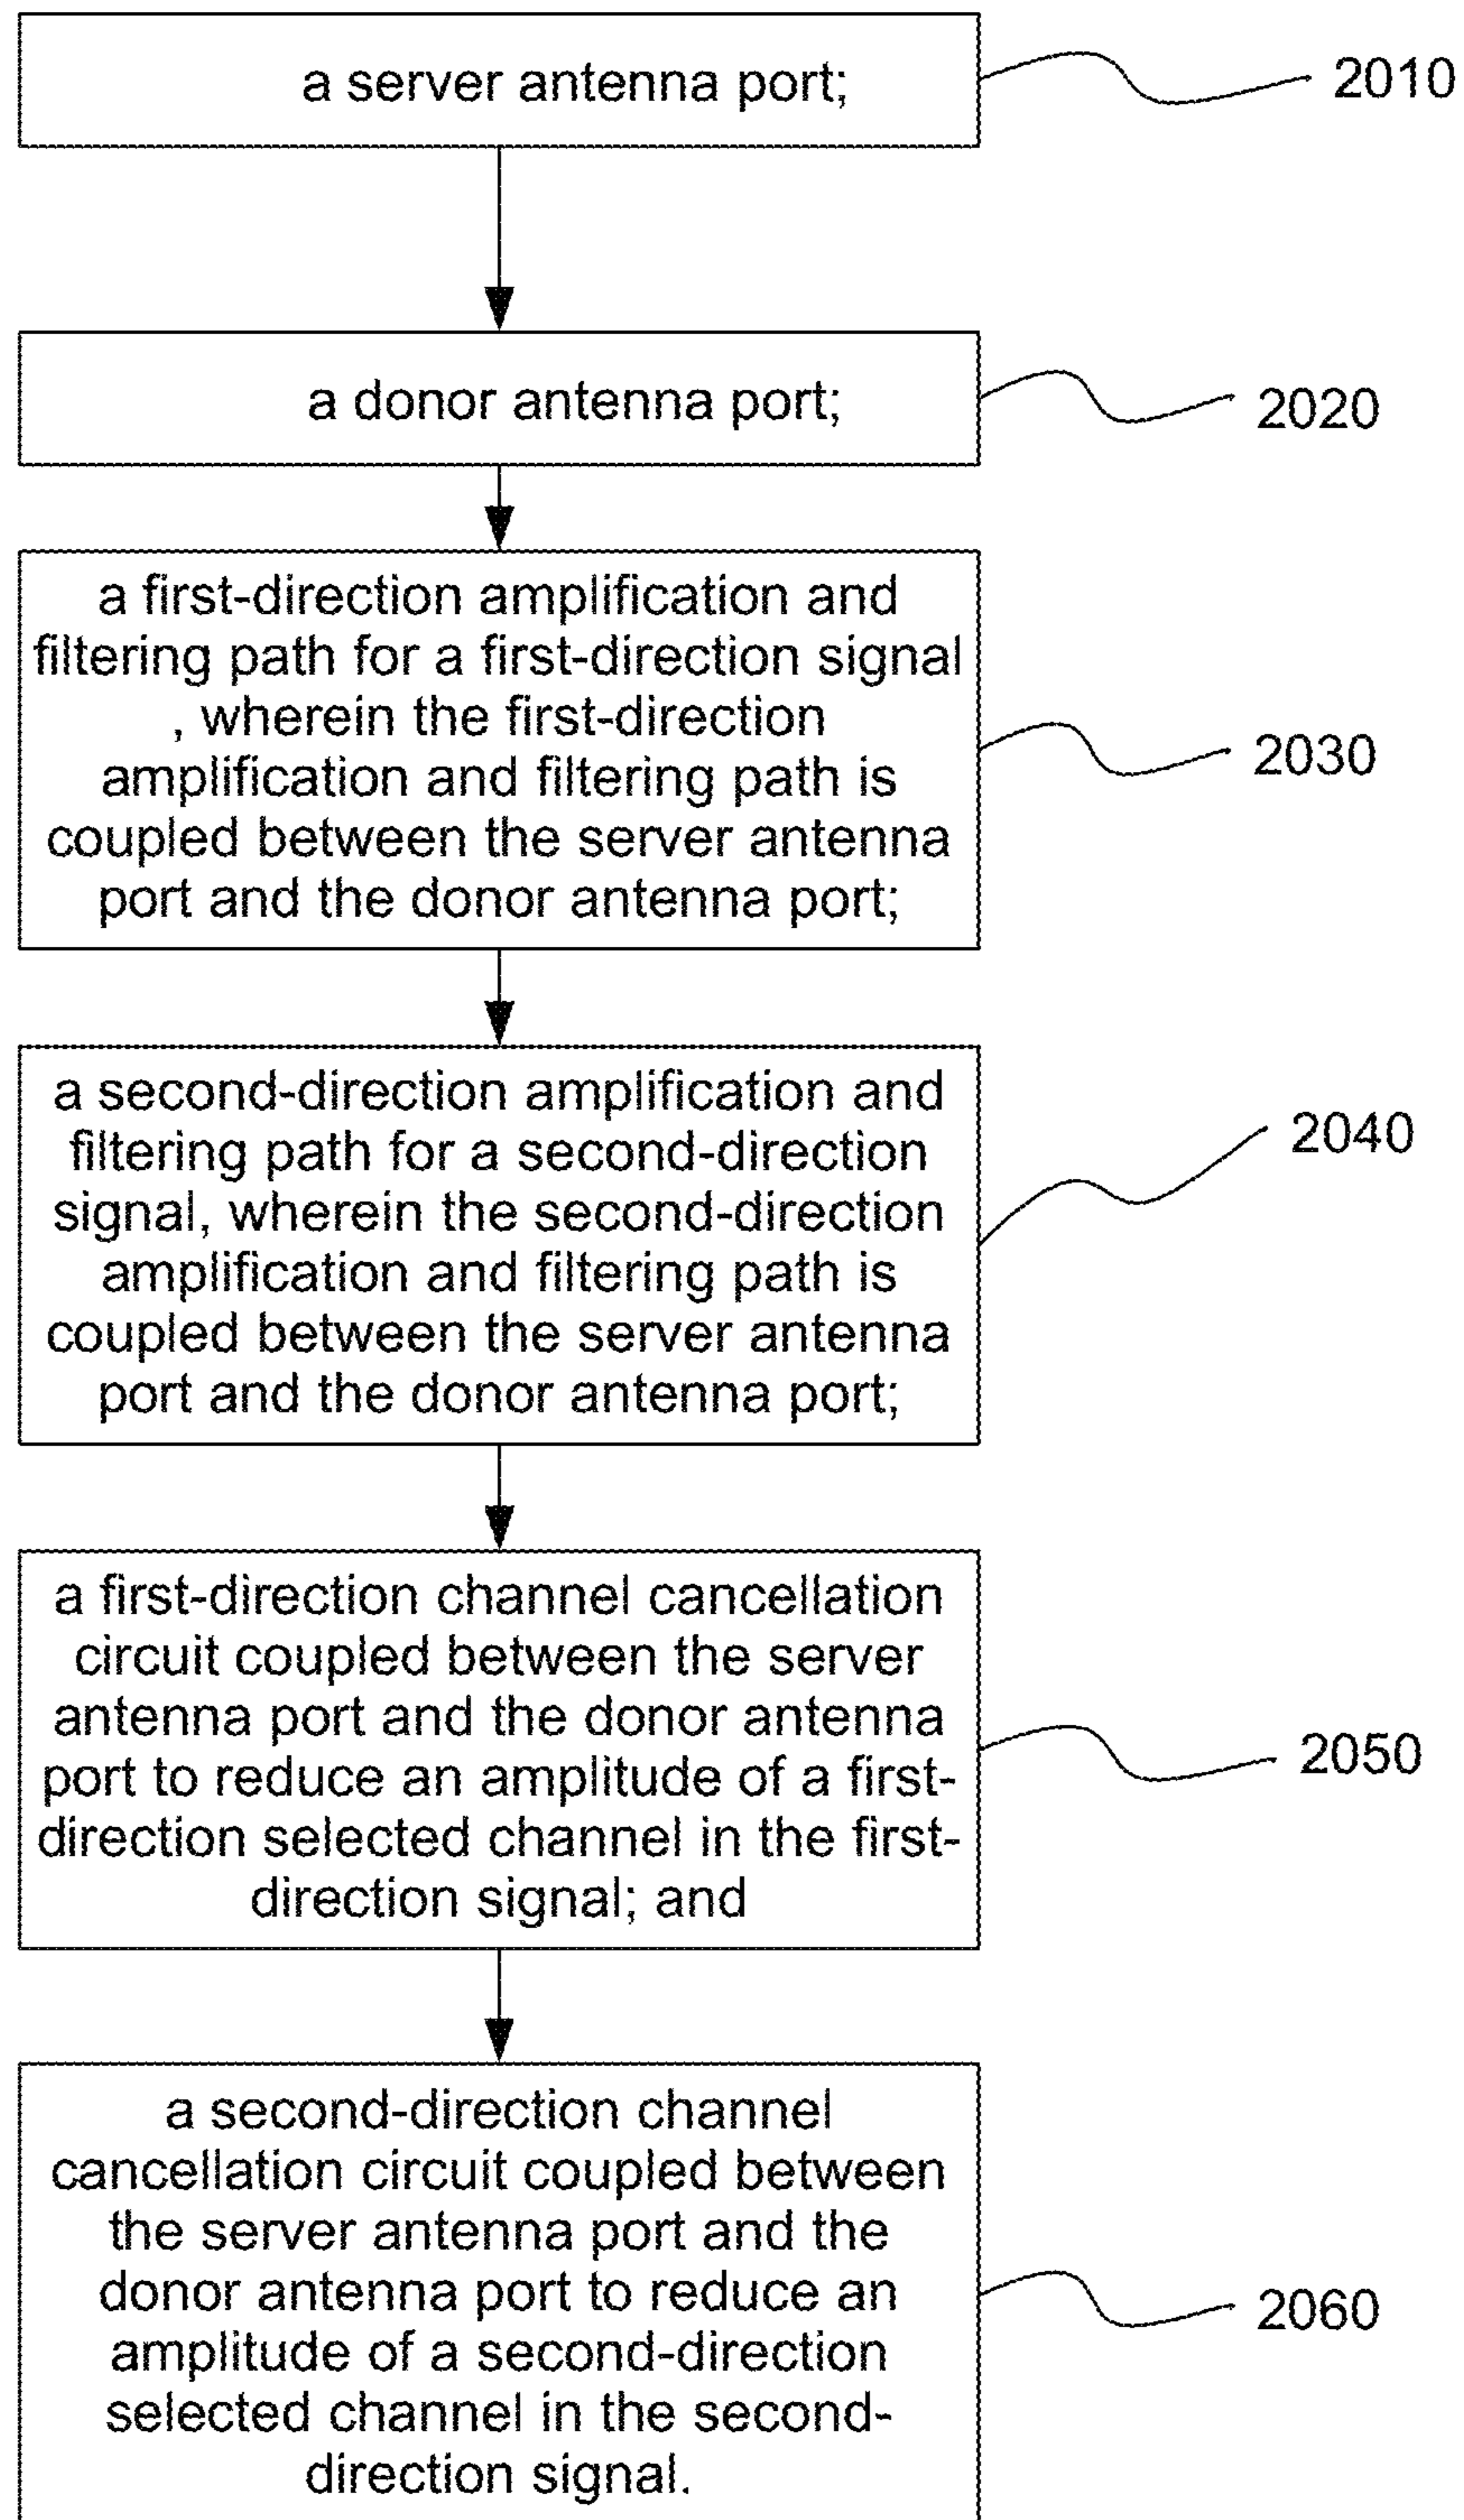 a server antenna port;
2010
a donor antenna port;
2020
a first-direction amplification and
filtering path for a first-direction signal
, wherein the first-direction
amplification and filtering path is
coupled between the server antenna
port and the donor antenna port;
2030
a second-direction amplification and
filtering path for a second-direction
signal, wherein the second-direction
amplification and filtering path is
coupled between the server antenna
port and the donor antenna port;
2040
a first-direction channel cancellation
circuit coupled between the server
antenna port and the donor antenna
port to reduce an amplitude of a first-
direction selected channel in the first-
direction signal; and
2050
a second-direction channel
cancellation circuit coupled between
the server antenna port and the
donor antenna port to reduce an
amplitude of a second-direction
selected channel in the second-
direction signal.
2060